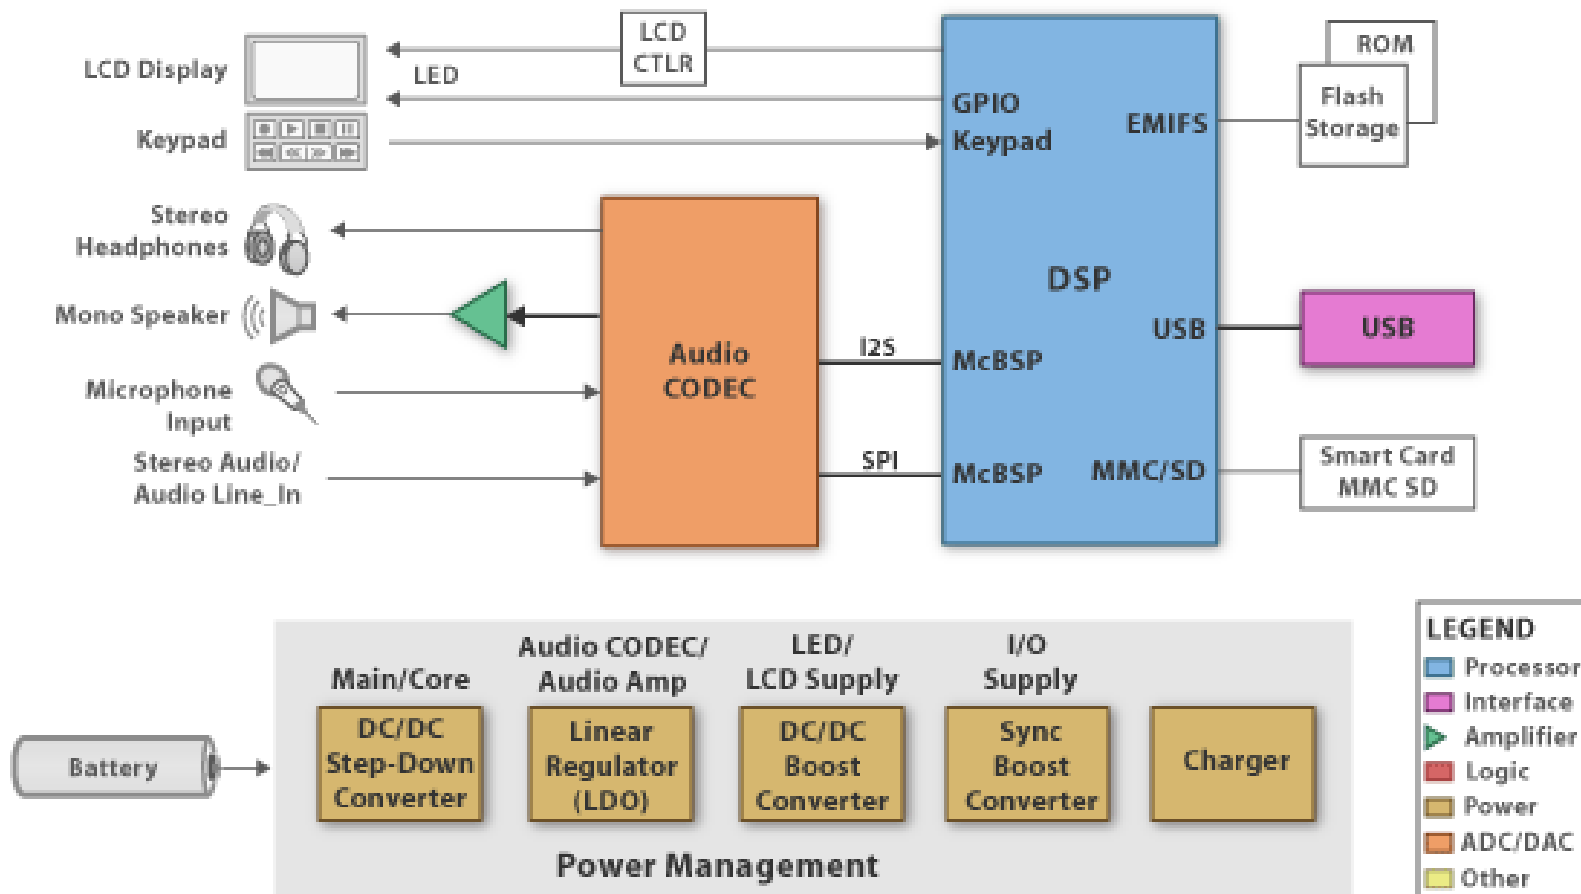 LCD
CTLR
ROM
LCD Display
LED
Flash
Storage
GPIO
EMIFS
Keypad
Keypad
Stereo
Headphones
DSP
Mono Speaker
USB
USB
Audio
CODEC
I2S
McBSP
Microphone
Input
Stereo Audio/
Audio Line_In
SPI
McBSP
MMC/SD
Smart Card
MMC SD
Battery
Main/Core
DC/DC
Step-Down
Converter
Audio CODEC/
Audio Amp
Linear
Regulator
(LDO)
LED/
LCD Supply
DC/DC
Boost
Converter
I/O
Supply
Sync
Boost
Converter
Charger
Power Management
LEGEND
Processor
Interface
Amplifier
Logic
Power
ADC/DAC
Other